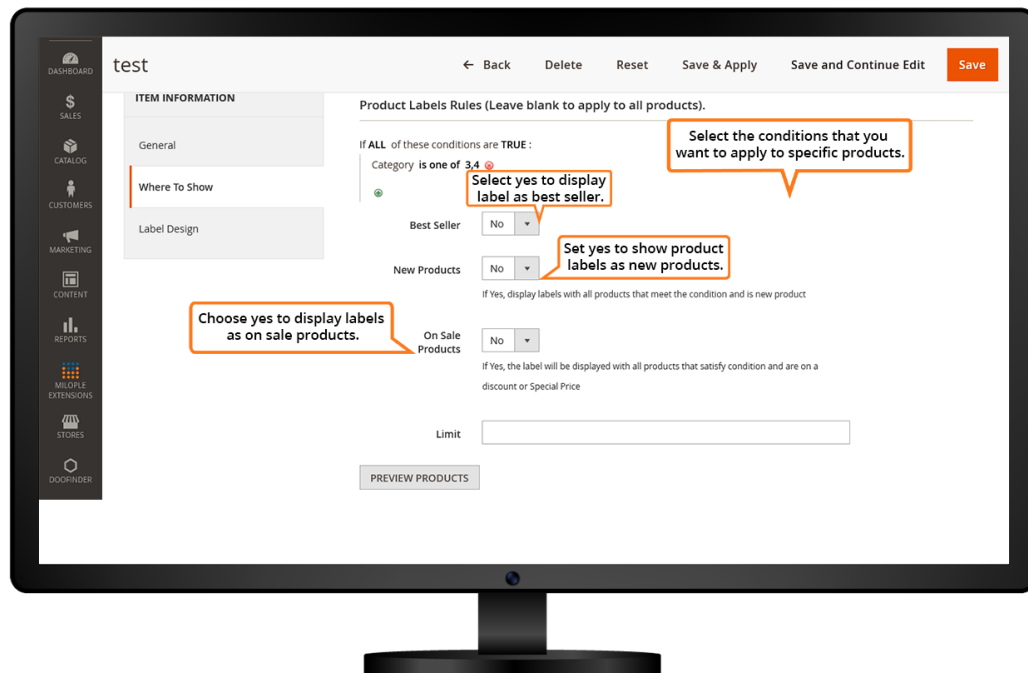 DASHBOARD
SALES
CATALOG
CUSTOMERS
MARKETING
CONTENT
REPORTS
MILOPLE
EXTENSIONS
STORES
DOOFINDER
test
← Back
Delete
Reset
Save & Apply
Save and Continue Edit
Save
ITEM INFORMATION
General
Where To Show
Label Design
Product Labels Rules (Leave blank to apply to all products).
If ALL of these conditions are TRUE :
Category is one of 3,4
Select the conditions that you
want to apply to specific products.
Select yes to display
label as best seller.
Best Seller
No
Set yes to show product
labels as new products.
New Products
No
If Yes, display labels with all products that meet the condition and is new product
Choose yes to display labels
as on sale products.
On Sale
Products
No
If Yes, the label will be displayed with all products that satisfy condition and are on a
discount or Special Price
Limit
PREVIEW PRODUCTS